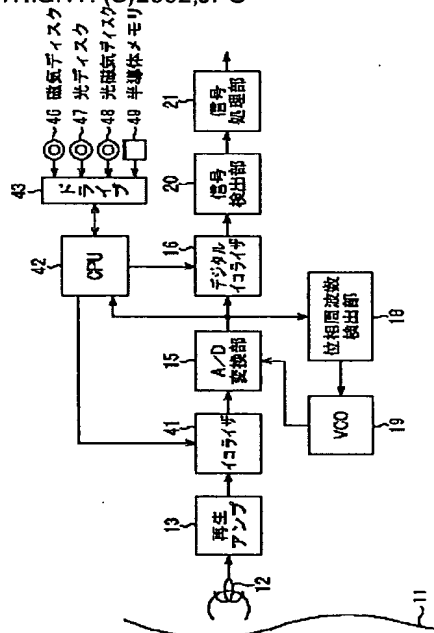 (C)2002,JPO
46 磁気ディスク
47 光ディスク
48 光磁気ディスク
49 半導体メモリ
43
ドライブ
42
CPU
21
信号
処理部
20
信号
検出部
16
デジタル
イコライザ
15
A/D
変換部
41
イコライザ
13
再生
アンプ
12
11
位相周波数
検出部
18
VCO
19